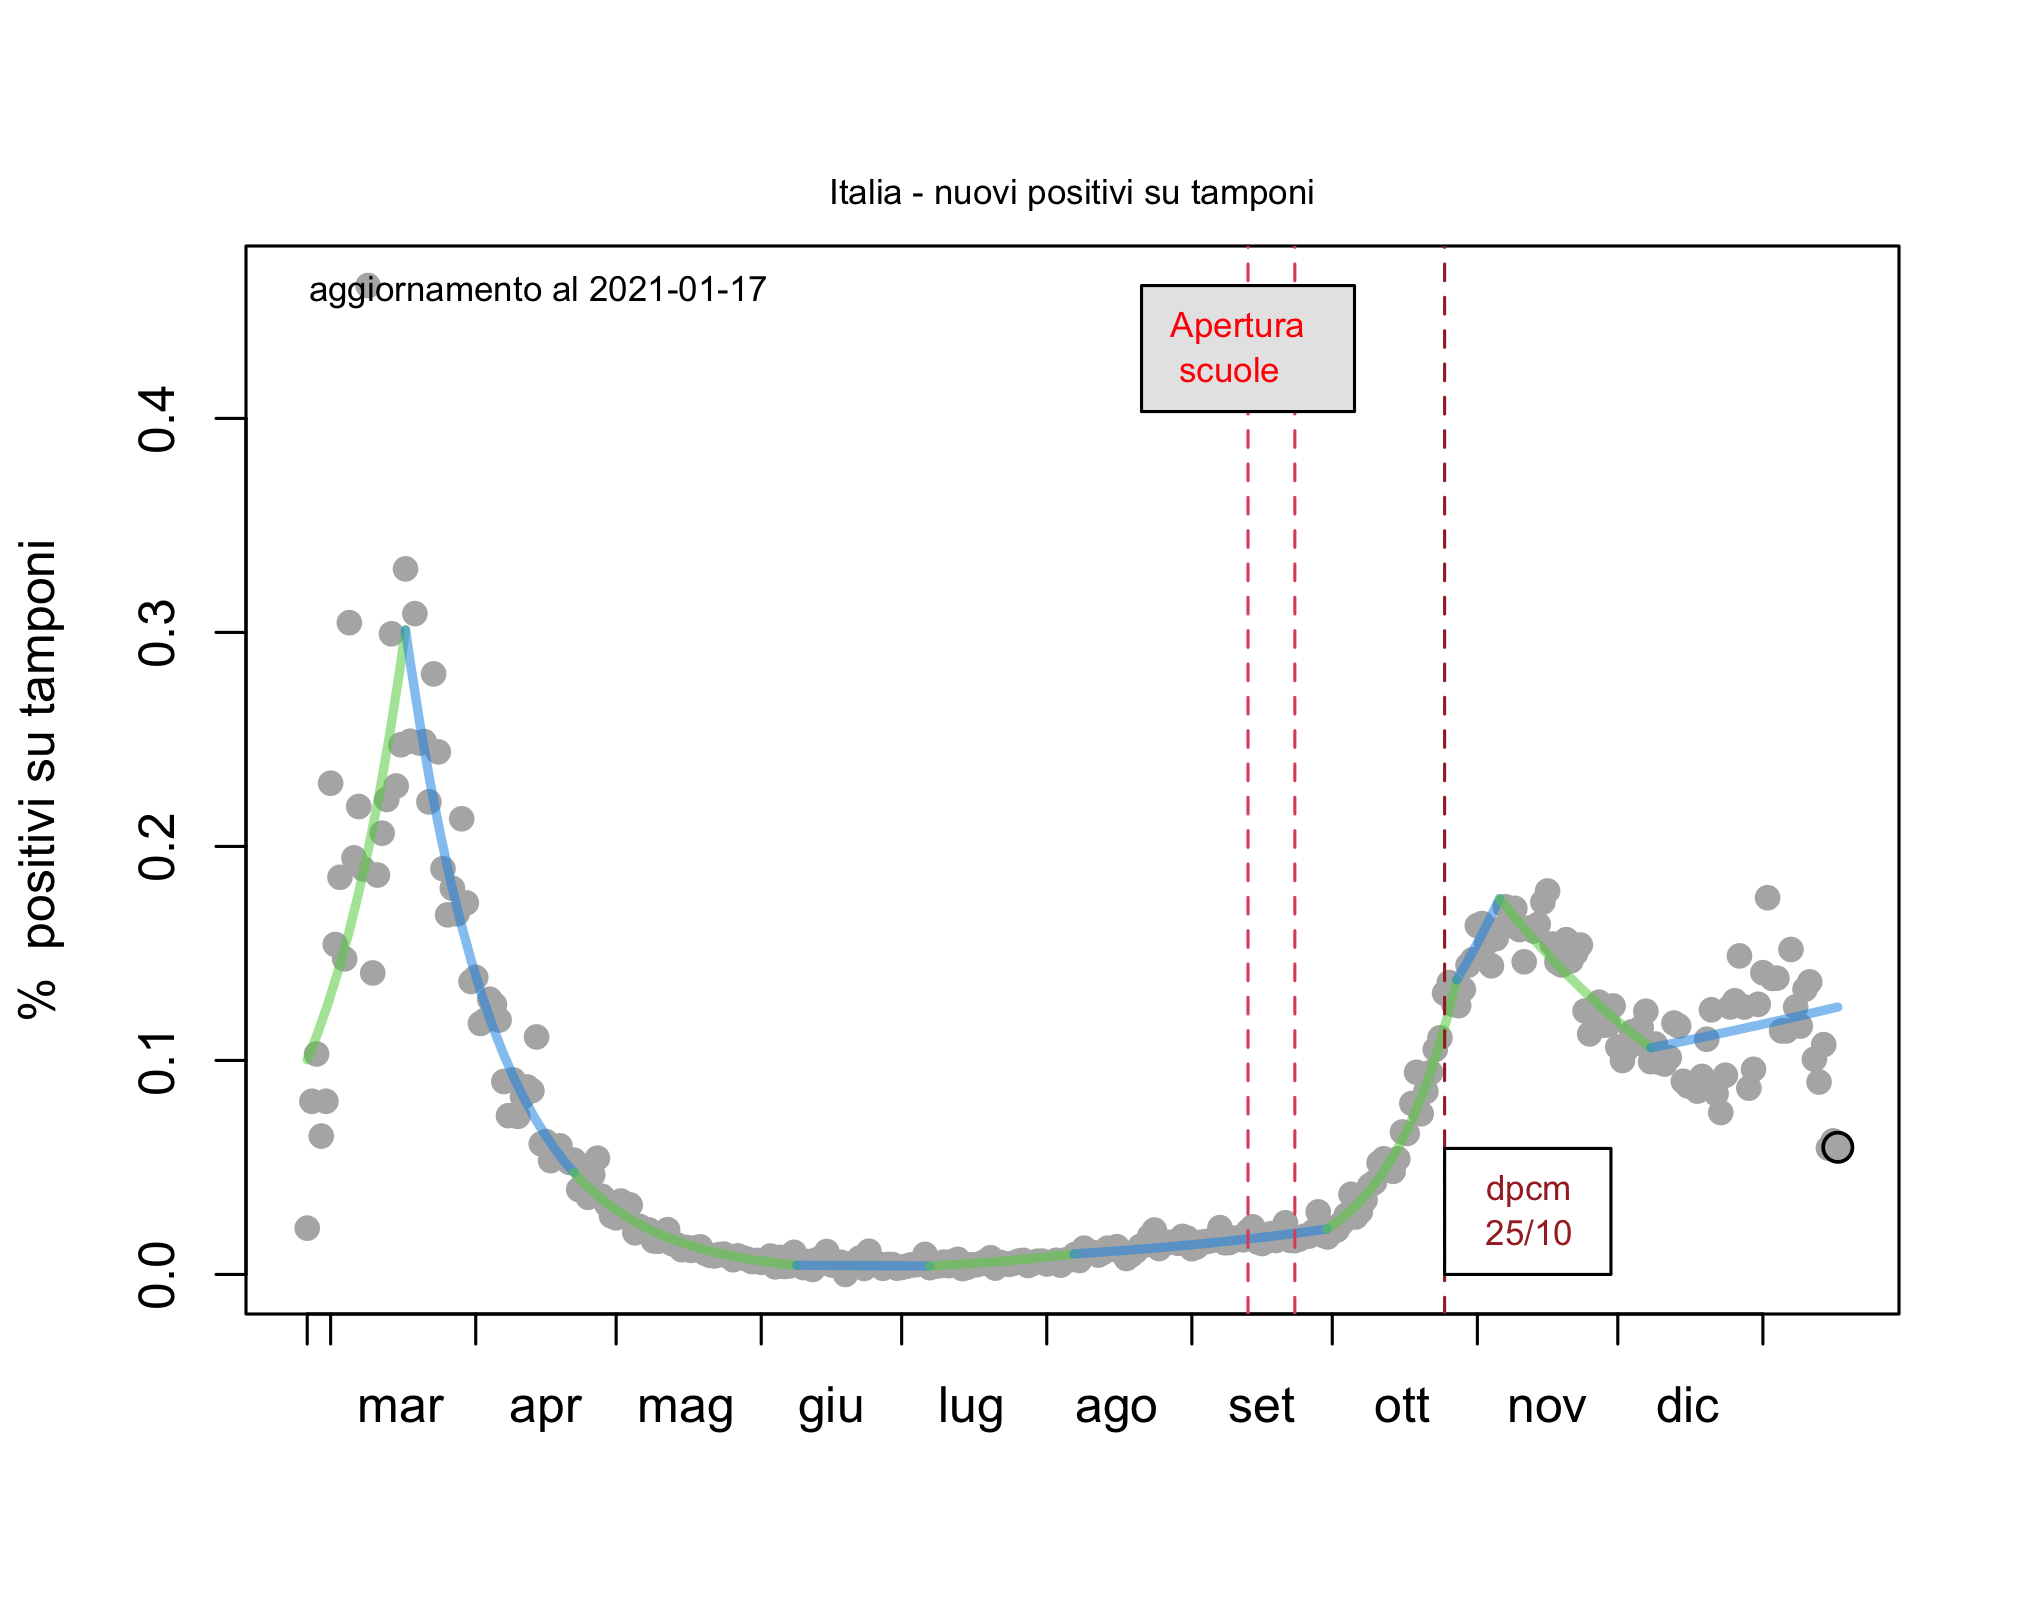 Italia - nuovi positivi su tamponi
aggiornamento al 2021-01-17
Apertura
scuole
dpcm
25/10
% positivi su tamponi
0.4
0.3
0.2
0.1
0.0
mar apr mag giu lug ago set ott nov dic